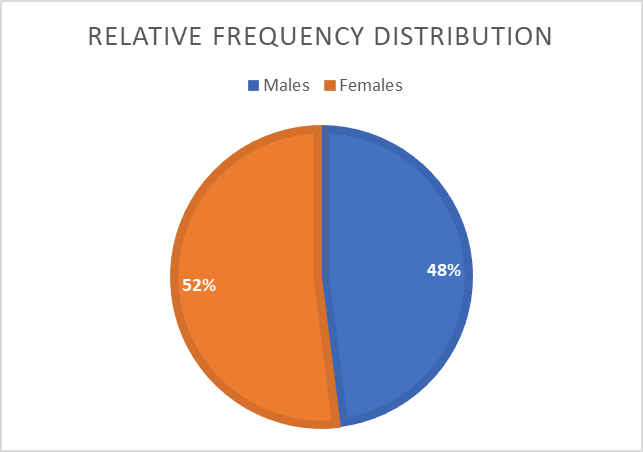 RELATIVE FREQUENCY DISTRIBUTION
Males Females
48%
52%